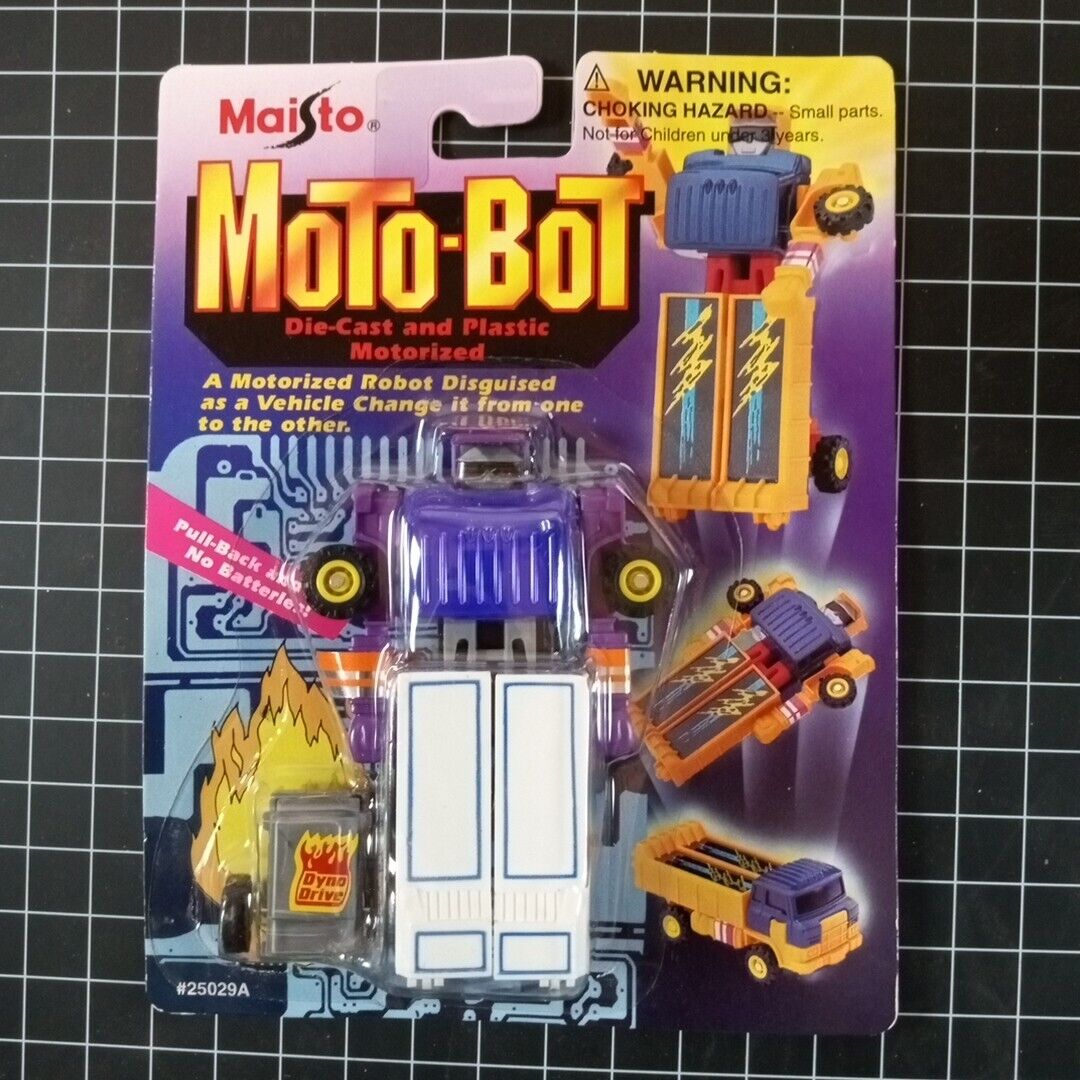 Maisto®
⚠ WARNING:
CHOKING HAZARD -- Small parts.
Not for Children under 3 years.
MOTO-BOT
Die-Cast and Plastic
Motorized
A Motorized Robot Disguised
as a Vehicle Change it from one
to the other.
Pull-Back
No Batteries!
Dyno
Drive
#25029A